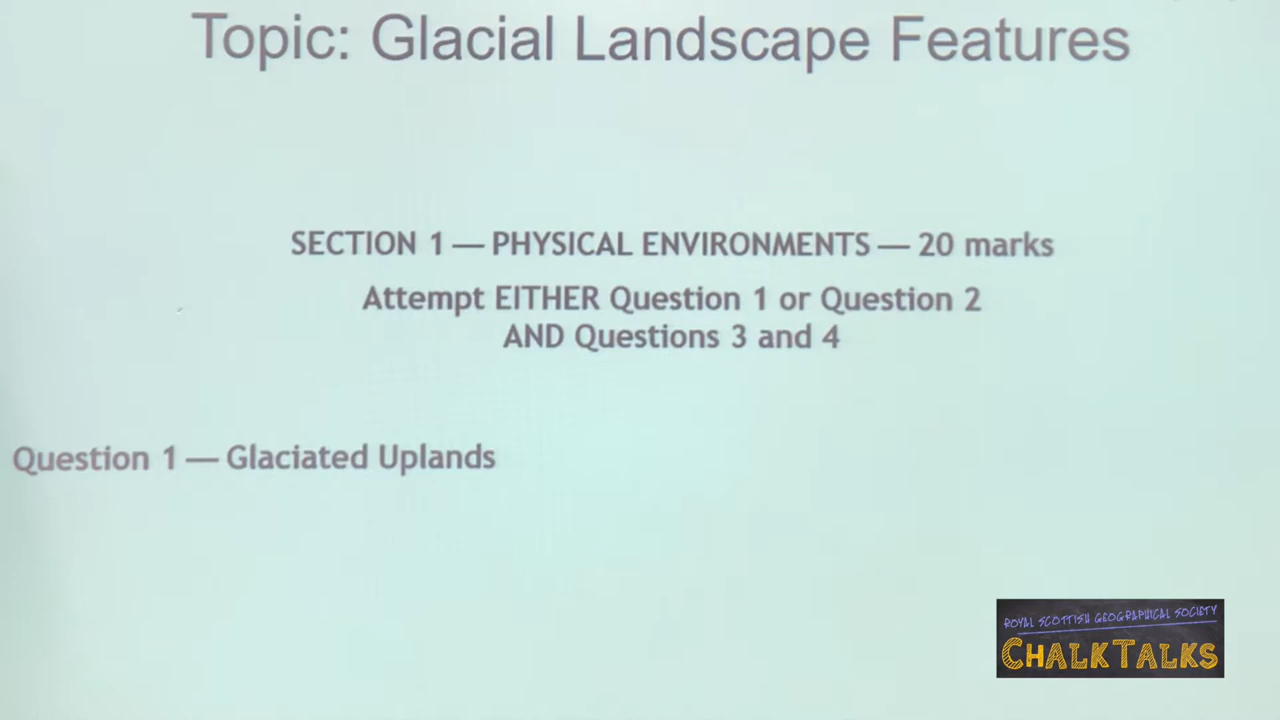 Topic: Glacial Landscape Features
SECTION 1 — PHYSICAL ENVIRONMENTS — 20 marks
Attempt EITHER Question 1 or Question 2
AND Questions 3 and 4
Question 1 — Glaciated Uplands
ROYAL SCOTTISH GEOGRAPHICAL SOCIETY
CHALKTALKS